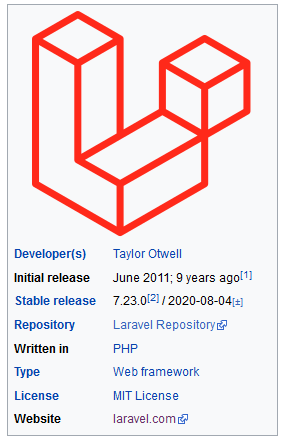 Developer(s) Taylor Otwell
Initial release June 2011; 9 years ago[1]
Stable release 7.23.0[2] / 2020-08-04[±]
Repository Laravel Repository
Written in PHP
Type Web framework
License MIT License
Website laravel.com